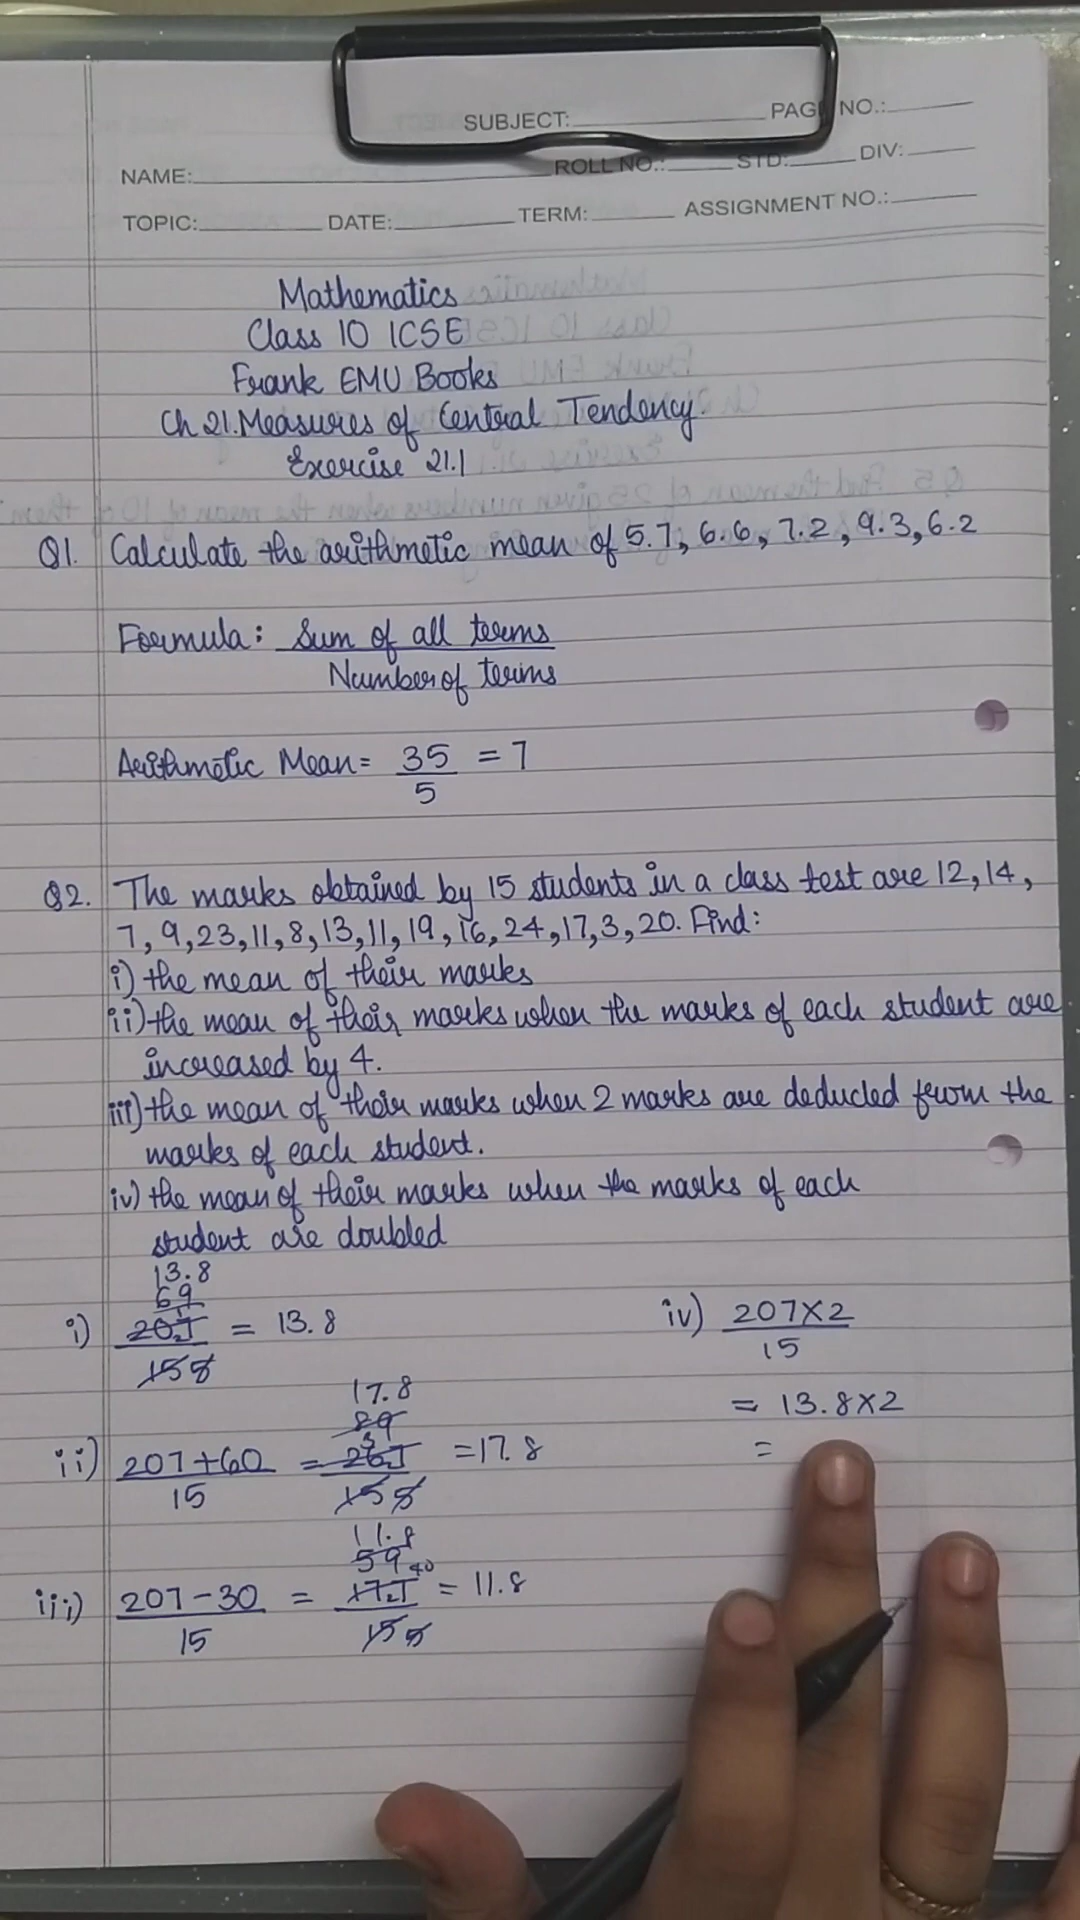 SUBJECT: PAGE NO.:
NAME: ROLL NO.: STD: DIV:
TOPIC: DATE: TERM: ASSIGNMENT NO.:
Mathematics
Class 10 ICSE
Frank EMU Books
Ch 21. Measures of Central Tendency.
Exercise 21.1
Q1. Calculate the arithmetic mean of 5.7, 6.6, 7.2, 9.3, 6.2
Formula: Sum of all terms
Number of terms
Arithmetic Mean = 35 = 7
5
Q2. The marks obtained by 15 students in a class test are 12, 14,
7, 9, 23, 11, 8, 13, 11, 19, 16, 24, 17, 3, 20. Find:
i) the mean of their marks
ii) the mean of their marks when the marks of each student are
increased by 4.
iii) the mean of their marks when 2 marks are deducted from the
marks of each student.
iv) the mean of their marks when the marks of each
student are doubled
13.8
69
i) 207 = 13.8
15 5
iv) 207×2
15
= 13.8×2
=
17.8
89
ii) 207+60 = 267 = 17.8
15 15 5
11.8
59 40
iii) 207-30 = 177 = 11.8
15 15 5